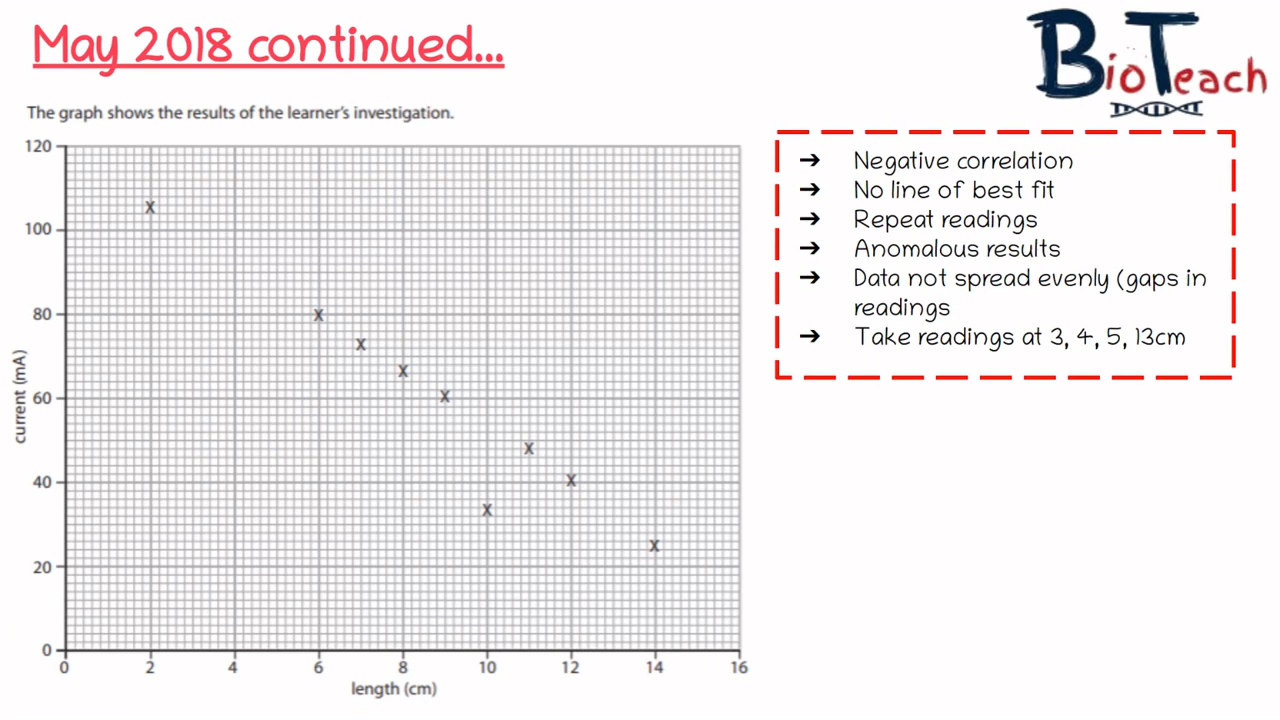 May 2018 continued...
BioTeach
The graph shows the results of the learner's investigation.
120
100
80
60
40
20
0
current (mA)
X
X
X
X
X
X
X
X
X
0 2 4 6 8 10 12 14 16
length (cm)
➔ Negative correlation
➔ No line of best fit
➔ Repeat readings
➔ Anomalous results
➔ Data not spread evenly (gaps in
readings
➔ Take readings at 3, 4, 5, 13cm